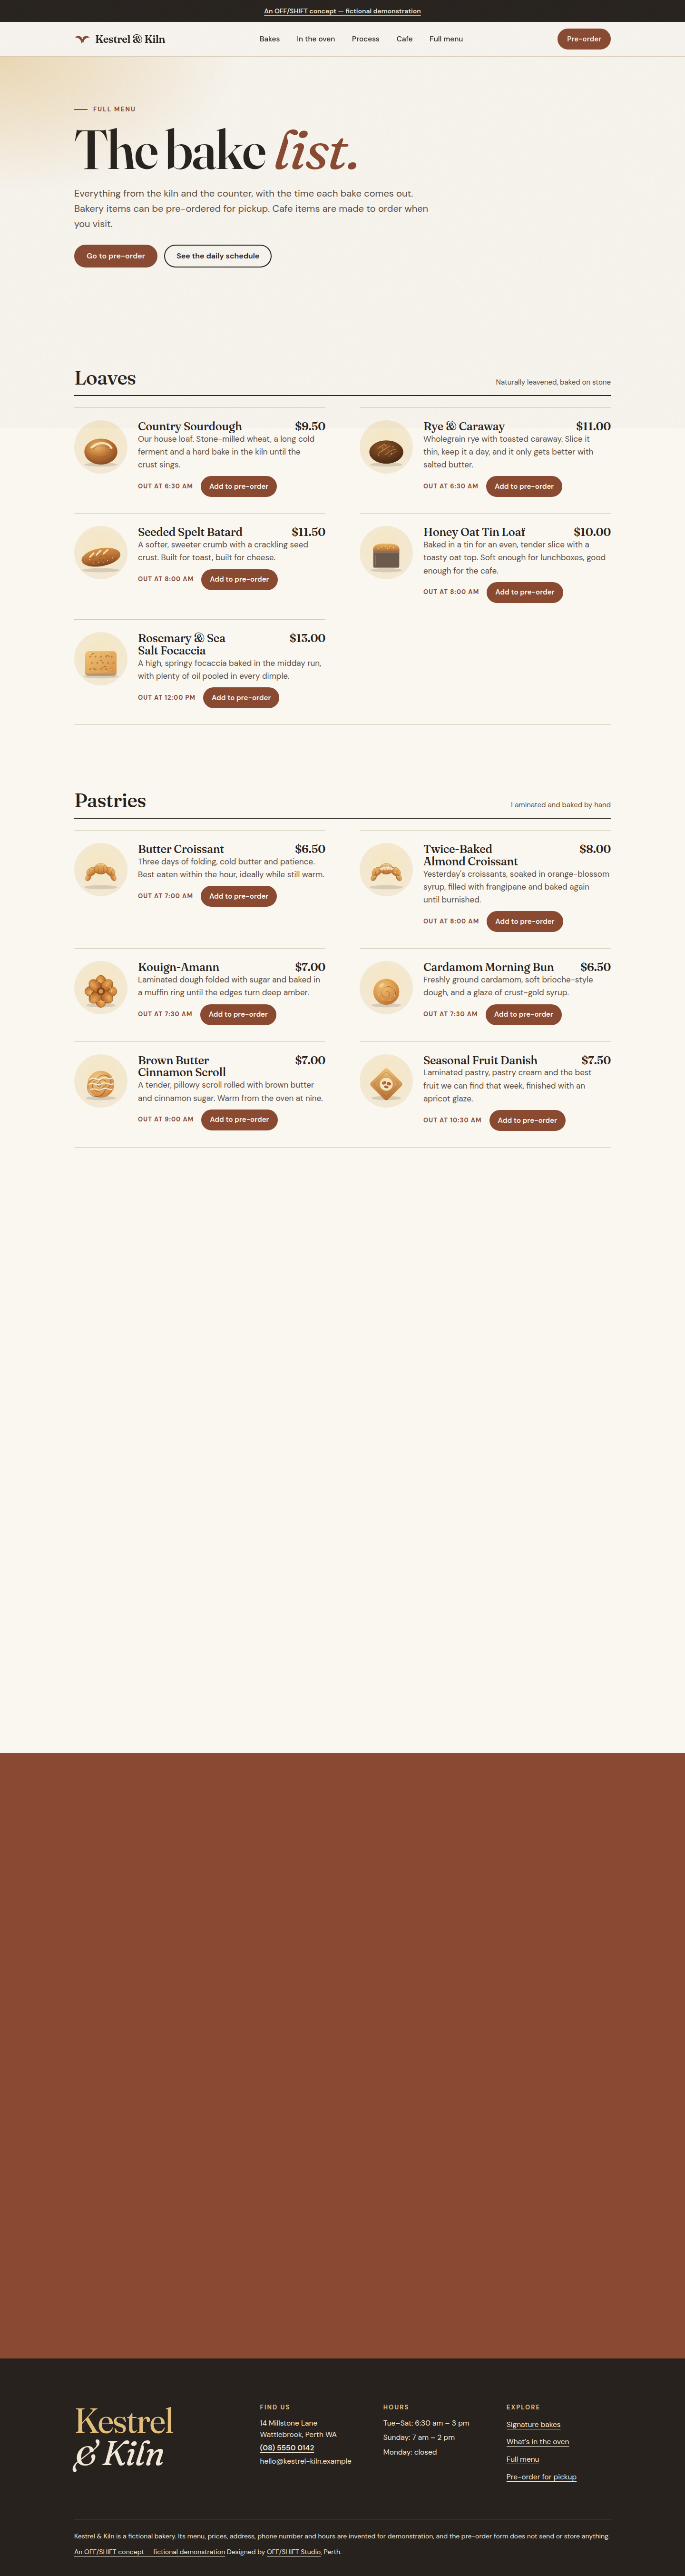 An OFF/SHIFT concept — fictional demonstration
Kestrel & Kiln
Bakes
In the oven
Process
Cafe
Full menu
Pre-order
FULL MENU
The bake list.
Everything from the kiln and the counter, with the time each bake comes out.
Bakery items can be pre-ordered for pickup. Cafe items are made to order when
you visit.
Go to pre-order
See the daily schedule
Loaves
Naturally leavened, baked on stone
Country Sourdough $9.50
Our house loaf. Stone-milled wheat, a long cold
ferment and a hard bake in the kiln until the
crust sings.
OUT AT 6:30 AM
Add to pre-order
Rye & Caraway $11.00
Wholegrain rye with toasted caraway. Slice it
thin, keep it a day, and it only gets better with
salted butter.
OUT AT 6:30 AM
Add to pre-order
Seeded Spelt Batard $11.50
A softer, sweeter crumb with a crackling seed
crust. Built for toast, built for cheese.
OUT AT 8:00 AM
Add to pre-order
Honey Oat Tin Loaf $10.00
Baked in a tin for an even, tender slice with a
toasty oat top. Soft enough for lunchboxes, good
enough for the cafe.
OUT AT 8:00 AM
Add to pre-order
Rosemary & Sea $13.00
Salt Focaccia
A high, springy focaccia baked in the midday run,
with plenty of oil pooled in every dimple.
OUT AT 12:00 PM
Add to pre-order
Pastries
Laminated and baked by hand
Butter Croissant $6.50
Three days of folding, cold butter and patience.
Best eaten within the hour, ideally while still warm.
OUT AT 7:00 AM
Add to pre-order
Twice-Baked $8.00
Almond Croissant
Yesterday's croissants, soaked in orange-blossom
syrup, filled with frangipane and baked again
until burnished.
OUT AT 8:00 AM
Add to pre-order
Kouign-Amann $7.00
Laminated dough folded with sugar and baked in
a muffin ring until the edges turn deep amber.
OUT AT 7:30 AM
Add to pre-order
Cardamom Morning Bun $6.50
Freshly ground cardamom, soft brioche-style
dough, and a glaze of crust-gold syrup.
OUT AT 7:30 AM
Add to pre-order
Brown Butter $7.00
Cinnamon Scroll
A tender, pillowy scroll rolled with brown butter
and cinnamon sugar. Warm from the oven at nine.
OUT AT 9:00 AM
Add to pre-order
Seasonal Fruit Danish $7.50
Laminated pastry, pastry cream and the best
fruit we can find that week, finished with an
apricot glaze.
OUT AT 10:30 AM
Add to pre-order
Kestrel
& Kiln
FIND US
14 Millstone Lane
Wattlebrook, Perth WA
(08) 5550 0142
hello@kestrel-kiln.example
HOURS
Tue–Sat: 6:30 am – 3 pm
Sunday: 7 am – 2 pm
Monday: closed
EXPLORE
Signature bakes
What's in the oven
Full menu
Pre-order for pickup
Kestrel & Kiln is a fictional bakery. Its menu, prices, address, phone number and hours are invented for demonstration, and the pre-order form does not send or store anything.
An OFF/SHIFT concept — fictional demonstration Designed by OFF/SHIFT Studio, Perth.